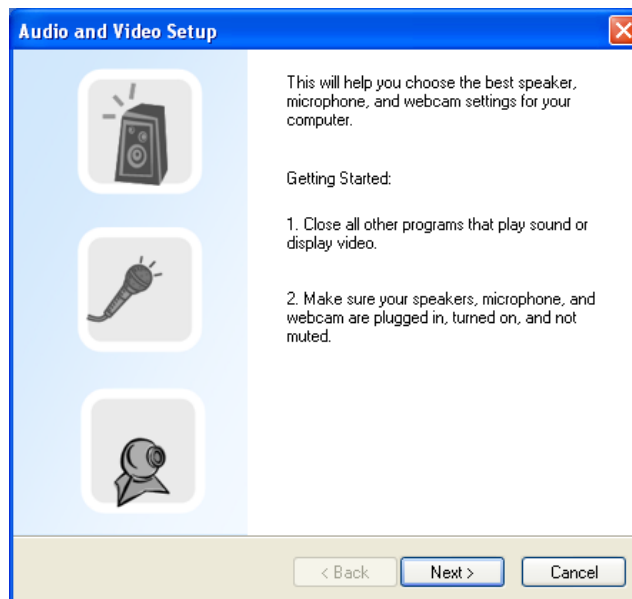 Audio and Video Setup
This will help you choose the best speaker,
microphone, and webcam settings for your
computer.
Getting Started:
1. Close all other programs that play sound or
display video.
2. Make sure your speakers, microphone, and
webcam are plugged in, turned on, and not
muted.
< Back Next > Cancel